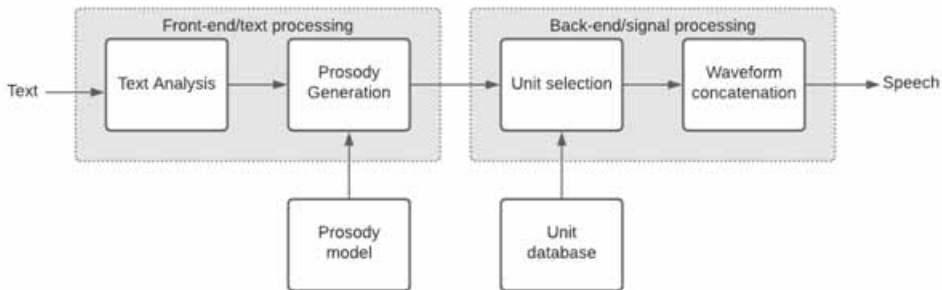 Front-end/text processing
Back-end/signal processing
Text
Text Analysis
Prosody
Generation
Unit selection
Waveform
concatenation
Speech
Prosody
model
Unit
database